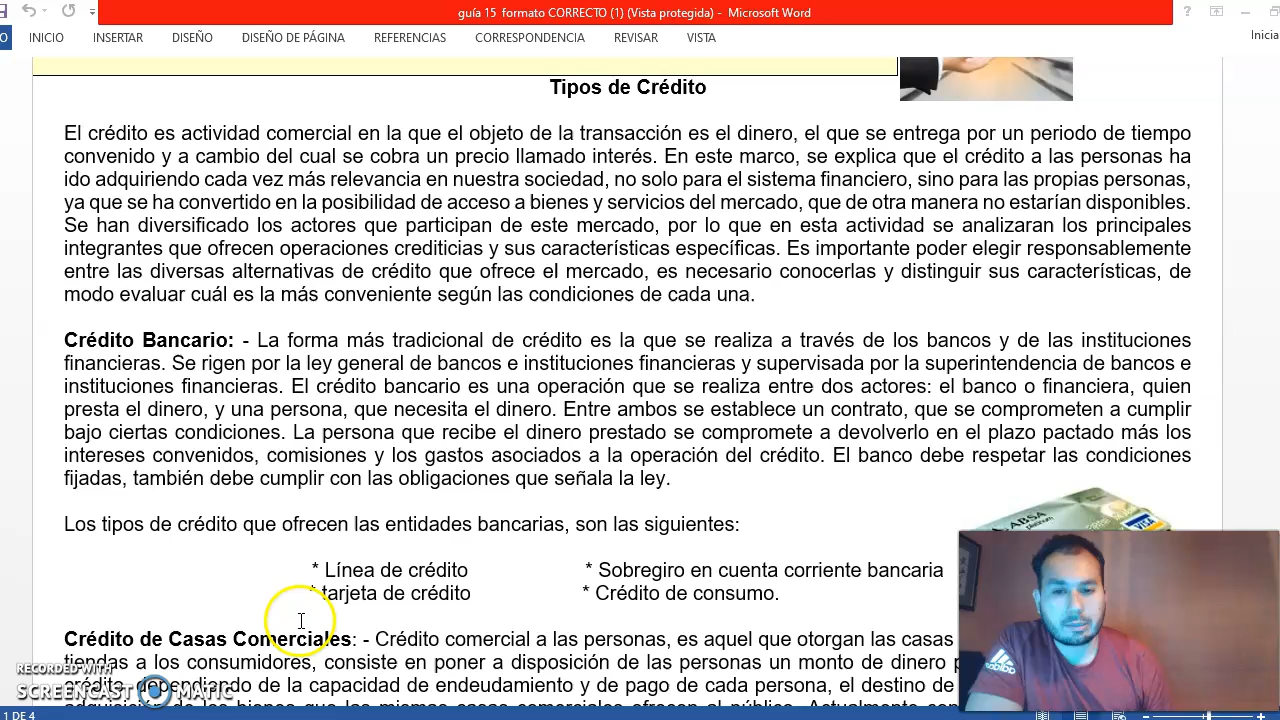 guía 15 formato CORRECTO (1) (Vista protegida) - Microsoft Word
INICIO INSERTAR DISEÑO DISEÑO DE PÁGINA REFERENCIAS CORRESPONDENCIA REVISAR VISTA Inicia
Tipos de Crédito
El crédito es actividad comercial en la que el objeto de la transacción es el dinero, el que se entrega por un periodo de tiempo
convenido y a cambio del cual se cobra un precio llamado interés. En este marco, se explica que el crédito a las personas ha
ido adquiriendo cada vez más relevancia en nuestra sociedad, no solo para el sistema financiero, sino para las propias personas,
ya que se ha convertido en la posibilidad de acceso a bienes y servicios del mercado, que de otra manera no estarían disponibles.
Se han diversificado los actores que participan de este mercado, por lo que en esta actividad se analizaran los principales
integrantes que ofrecen operaciones crediticias y sus características específicas. Es importante poder elegir responsablemente
entre las diversas alternativas de crédito que ofrece el mercado, es necesario conocerlas y distinguir sus características, de
modo evaluar cuál es la más conveniente según las condiciones de cada una.
Crédito Bancario: - La forma más tradicional de crédito es la que se realiza a través de los bancos y de las instituciones
financieras. Se rigen por la ley general de bancos e instituciones financieras y supervisada por la superintendencia de bancos e
instituciones financieras. El crédito bancario es una operación que se realiza entre dos actores: el banco o financiera, quien
presta el dinero, y una persona, que necesita el dinero. Entre ambos se establece un contrato, que se comprometen a cumplir
bajo ciertas condiciones. La persona que recibe el dinero prestado se compromete a devolverlo en el plazo pactado más los
intereses convenidos, comisiones y los gastos asociados a la operación del crédito. El banco debe respetar las condiciones
fijadas, también debe cumplir con las obligaciones que señala la ley.
Los tipos de crédito que ofrecen las entidades bancarias, son las siguientes:
ABSA
platinum
VISA
* Línea de crédito * Sobregiro en cuenta corriente bancaria
* tarjeta de crédito * Crédito de consumo.
Crédito de Casas Comerciales: - Crédito comercial a las personas, es aquel que otorgan las casas
tiendas a los consumidores, consiste en poner a disposición de las personas un monto de dinero
crédito dependiendo de la capacidad de endeudamiento y de pago de cada persona, el destino de
adidas
RECORDED WITH
SCREENCAST MATIC
1 DE 4